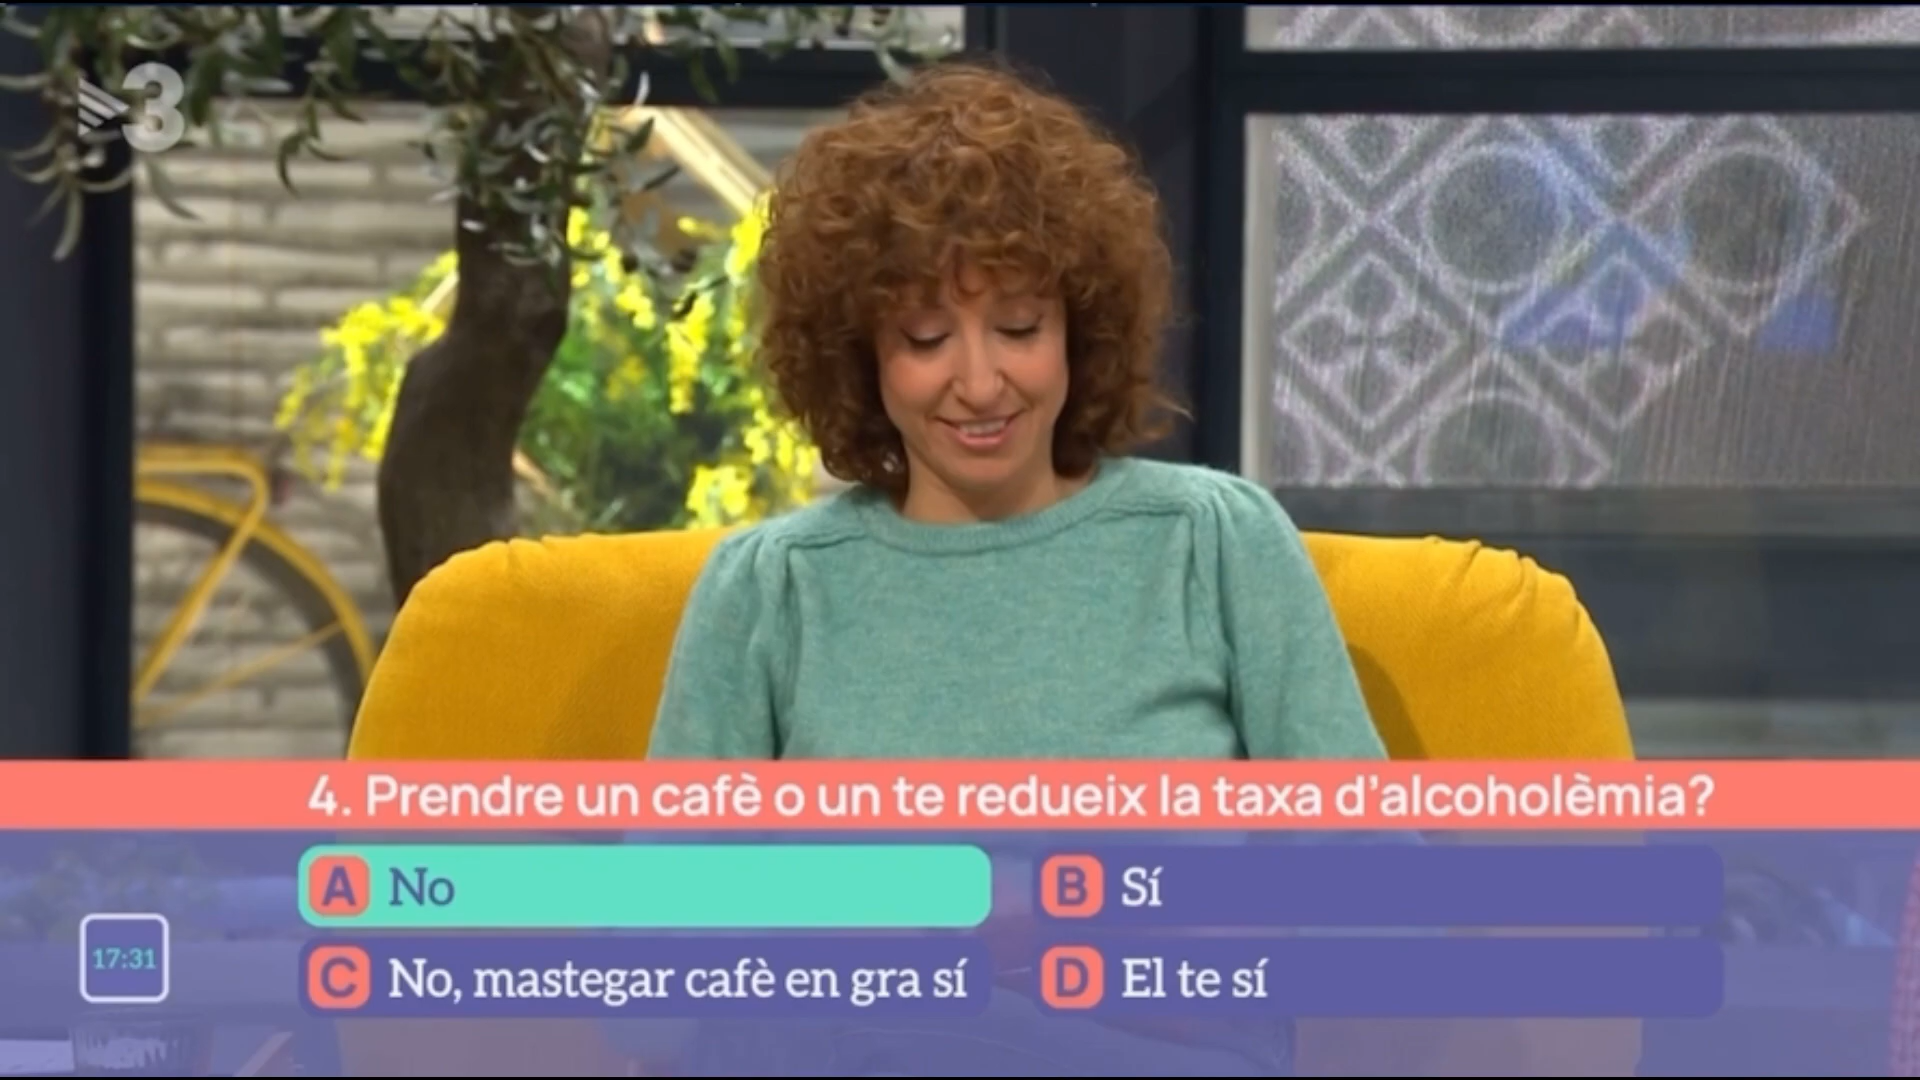 3
4. Prendre un cafè o un te redueix la taxa d'alcoholèmia?
A No
B Sí
C No, mastegar cafè en gra sí
D El te sí
17:31